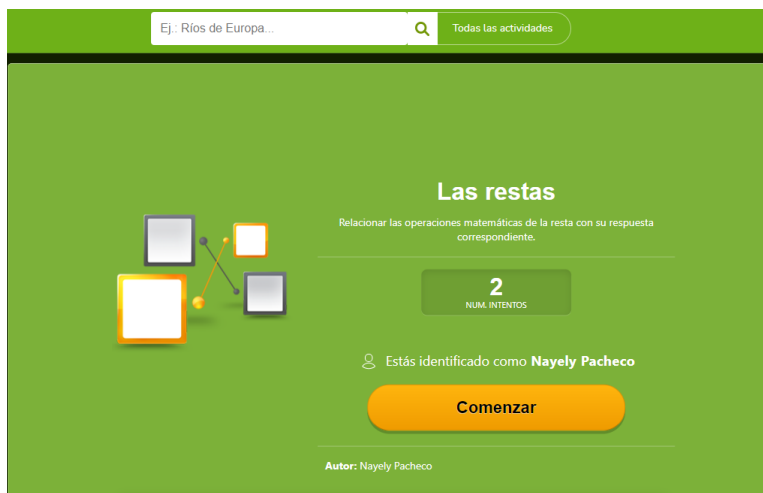 Ej.: Ríos de Europa...
Todas las actividades
Las restas
Relacionar las operaciones matemáticas de la resta con su respuesta
correspondiente.
2
NUM. INTENTOS
Estás identificado como Nayely Pacheco
Comenzar
Autor: Nayely Pacheco